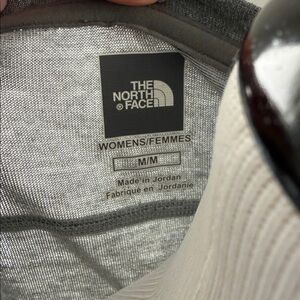 THE
NORTH
® FACE
WOMENS/FEMMES
M/M
Made in Jordan
Fabriqué en Jordanie